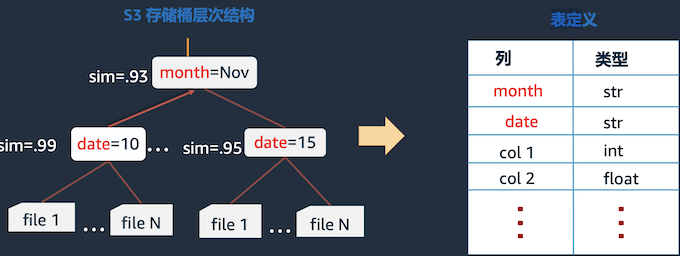 S3 存储桶层次结构
表定义
sim=.93 month=Nov
sim=.99 date=10 ... sim=.95 date=15
file 1 ... file N file 1 ... file N
列 类型
month str
date str
col 1 int
col 2 float